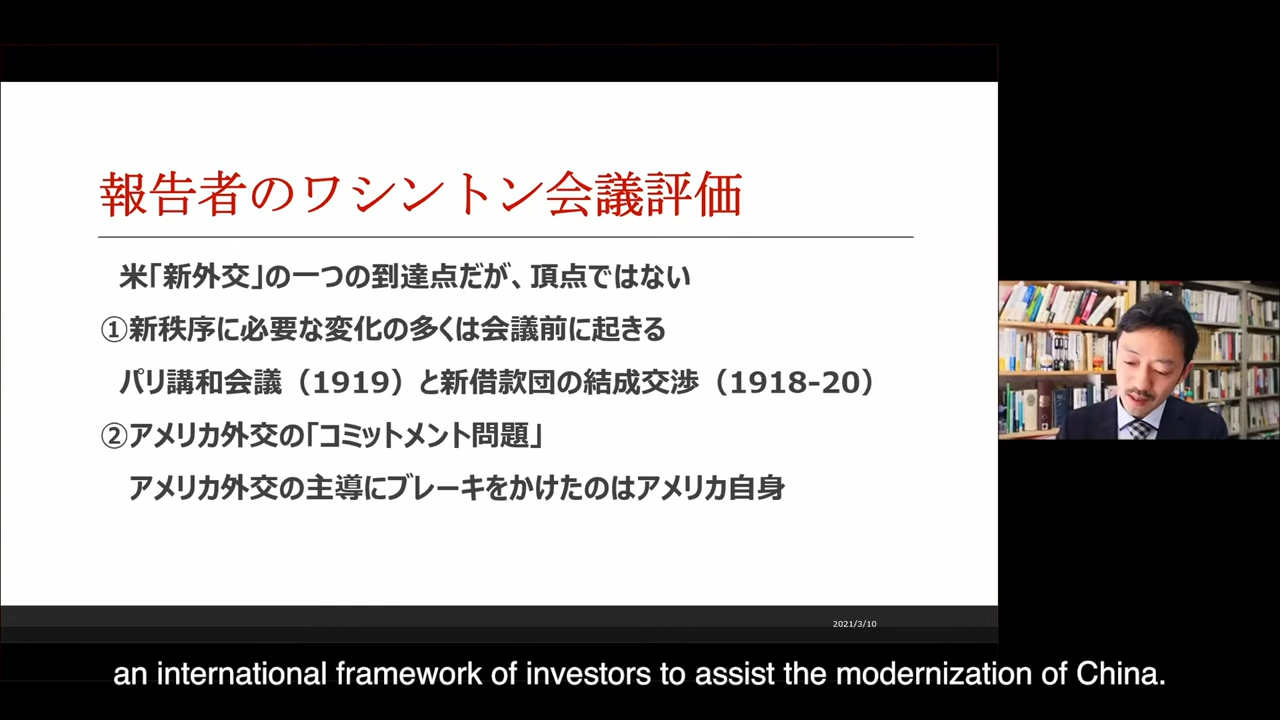 報告者のワシントン会議評価
米「新外交」の一つの到達点だが、頂点ではない
①新秩序に必要な変化の多くは会議前に起きる
パリ講和会議（1919）と新借款団の結成交渉（1918-20）
②アメリカ外交の「コミットメント問題」
アメリカ外交の主導にブレーキをかけたのはアメリカ自身
2021/3/10
an international framework of investors to assist the modernization of China.